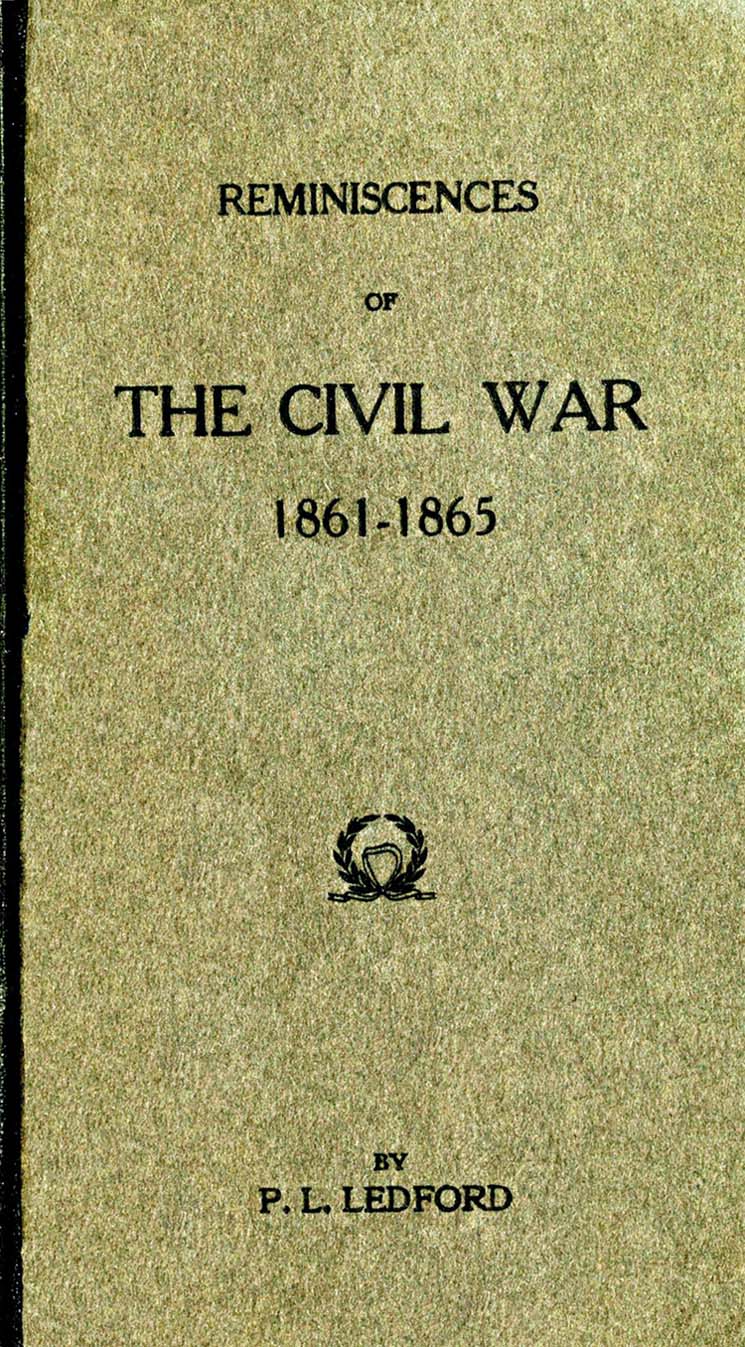 REMINISCENCES
OF
THE CIVIL WAR
1861-1865
BY
P. L. LEDFORD